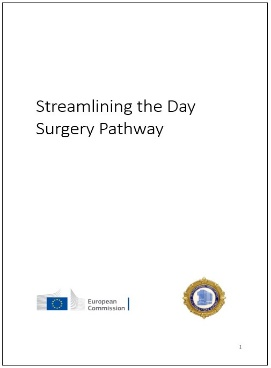 Streamlining the Day
Surgery Pathway
European
Commission
1